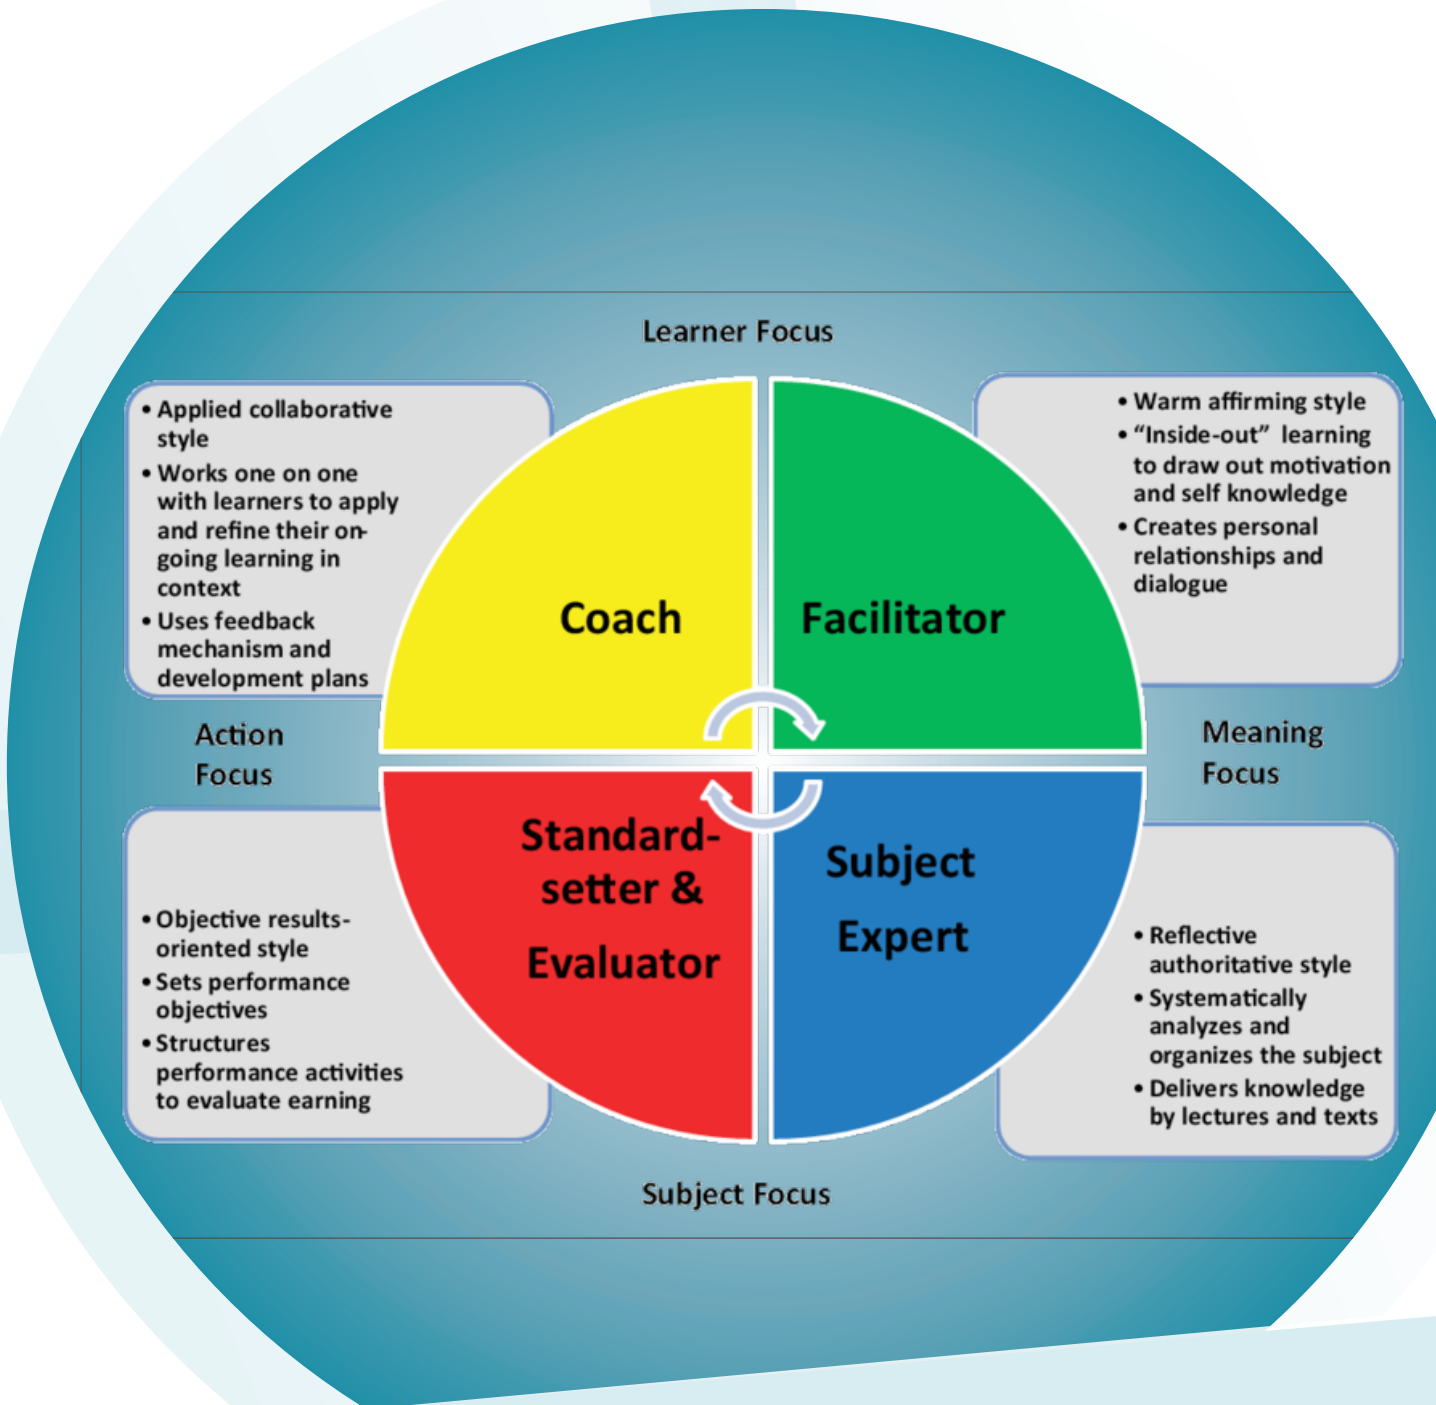 Learner Focus
• Applied collaborative
style
• Works one on one
with learners to apply
and refine their on-
going learning in
context
• Uses feedback
mechanism and
development plans
• Warm affirming style
• “Inside-out” learning
to draw out motivation
and self knowledge
• Creates personal
relationships and
dialogue
Coach
Facilitator
Action
Focus
Meaning
Focus
Standard-
setter &
Evaluator
Subject
Expert
• Objective results-
oriented style
• Sets performance
objectives
• Structures
performance activities
to evaluate earning
• Reflective
authoritative style
• Systematically
analyzes and
organizes the subject
• Delivers knowledge
by lectures and texts
Subject Focus